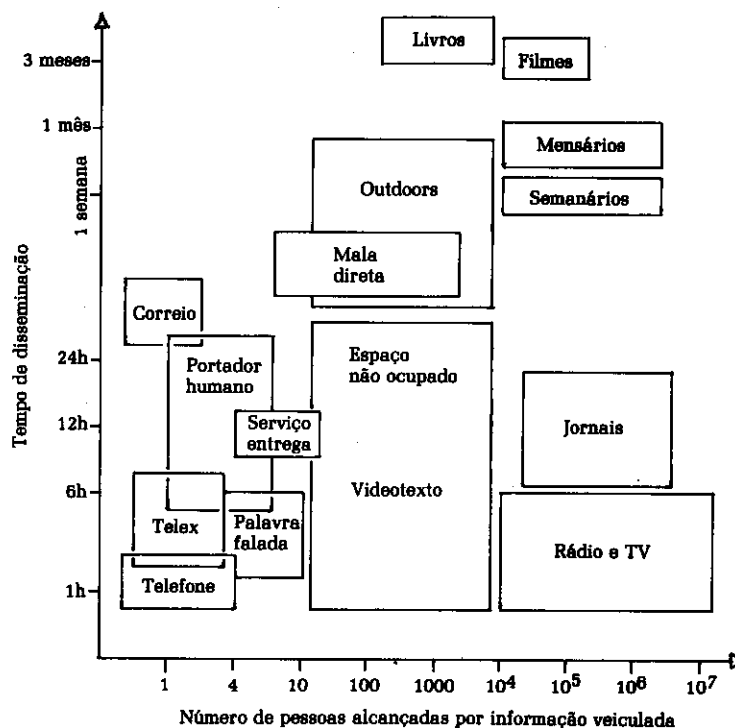 Livros
Filmes
3 meses
1 mês
Mensários
1 semana
Outdoors
Semanários
Mala
direta
Tempo de disseminação
Correio
24h
Portador
humano
Espaço
não ocupado
12h
Serviço
entrega
Jornais
6h
Videotexto
Telex
Palavra
falada
Rádio e TV
1h
Telefone
1
4
10
100
1000
10⁴
10⁵
10⁶
10⁷
Número de pessoas alcançadas por informação veiculada